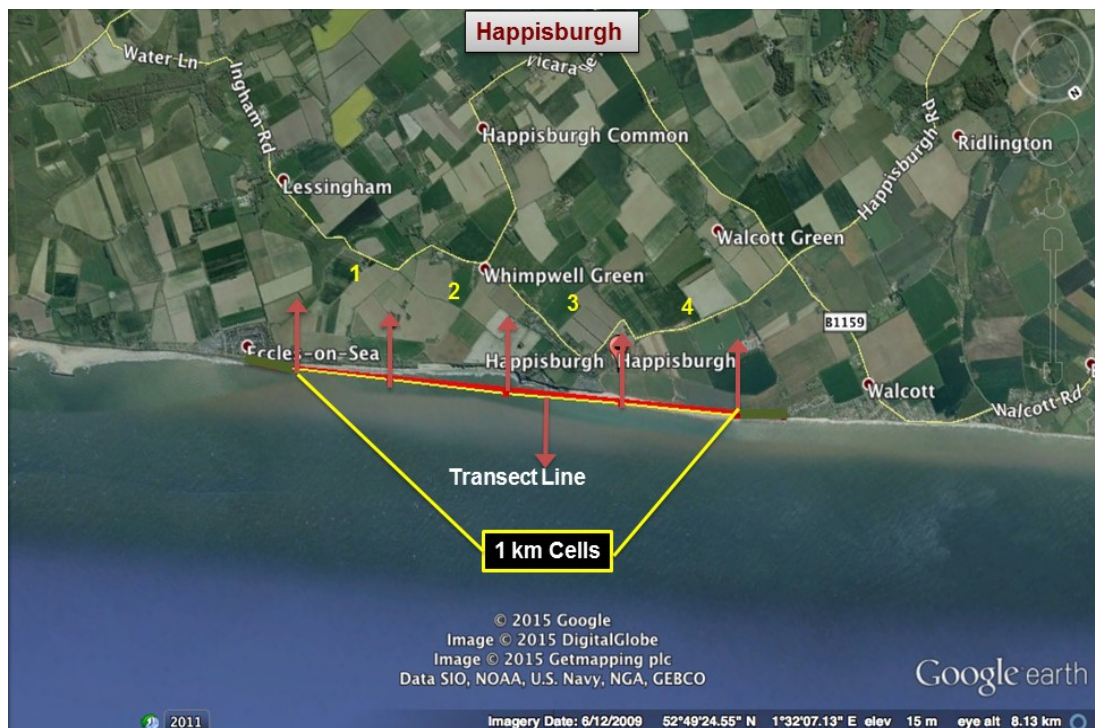 Happisburgh
Water Ln
Ingham Rd
Happisburgh Common
Happisburgh Rd
Ridlington
Lessingham
Walcott Green
Whimpwell Green
1
2
3
4
B1159
Eccles-on-Sea
Happisburgh
Happisburgh
Walcott
Walcott Rd
Transect Line
1 km Cells
© 2015 Google
Image © 2015 DigitalGlobe
Image © 2015 Getmapping plc
Data SIO, NOAA, U.S. Navy, NGA, GEBCO
Google earth
N
2011
Imagery Date: 6/12/2009 52°49'24.55" N 1°32'07.13" E elev 15 m eye alt 8.13 km